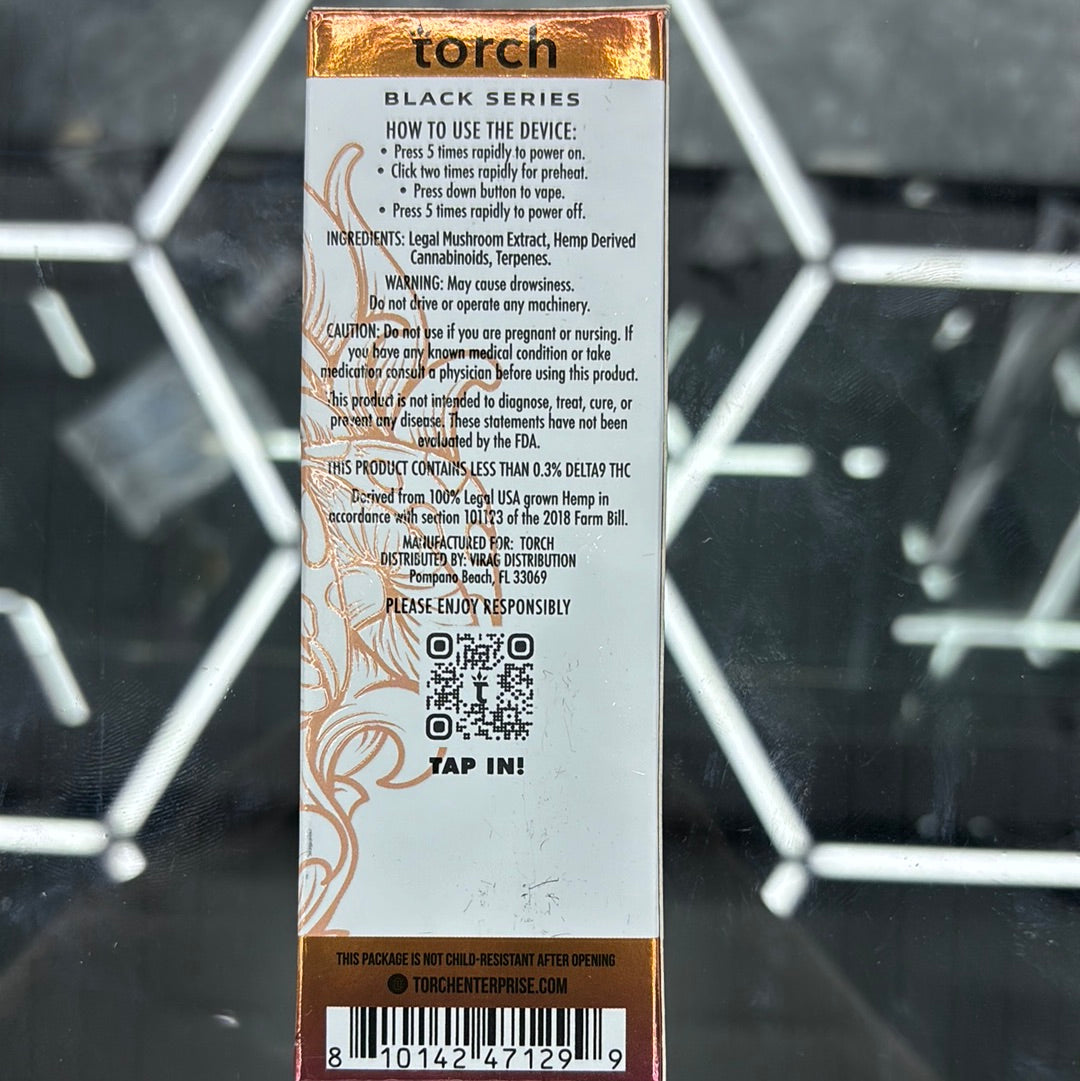 torch
BLACK SERIES
HOW TO USE THE DEVICE:
• Press 5 times rapidly to power on.
• Click two times rapidly for preheat.
• Press down button to vape.
• Press 5 times rapidly to power off.
INGREDIENTS: Legal Mushroom Extract, Hemp Derived
Cannabinoids, Terpenes.
WARNING: May cause drowsiness.
Do not drive or operate any machinery.
CAUTION: Do not use if you are pregnant or nursing. If
you have any known medical condition or take
medication consult a physician before using this product.
This product is not intended to diagnose, treat, cure, or
prevent any disease. These statements have not been
evaluated by the FDA.
THIS PRODUCT CONTAINS LESS THAN 0.3% DELTA9 THC
Derived from 100% Legal USA grown Hemp in
accordance with section 10113 of the 2018 Farm Bill.
MANUFACTURED FOR: TORCH
DISTRIBUTED BY: VIRAG DISTRIBUTION
Pompano Beach, FL 33069
PLEASE ENJOY RESPONSIBLY
t
TAP IN!
THIS PACKAGE IS NOT CHILD-RESISTANT AFTER OPENING
TORCHENTERPRISE.COM
8 10142 47129 9